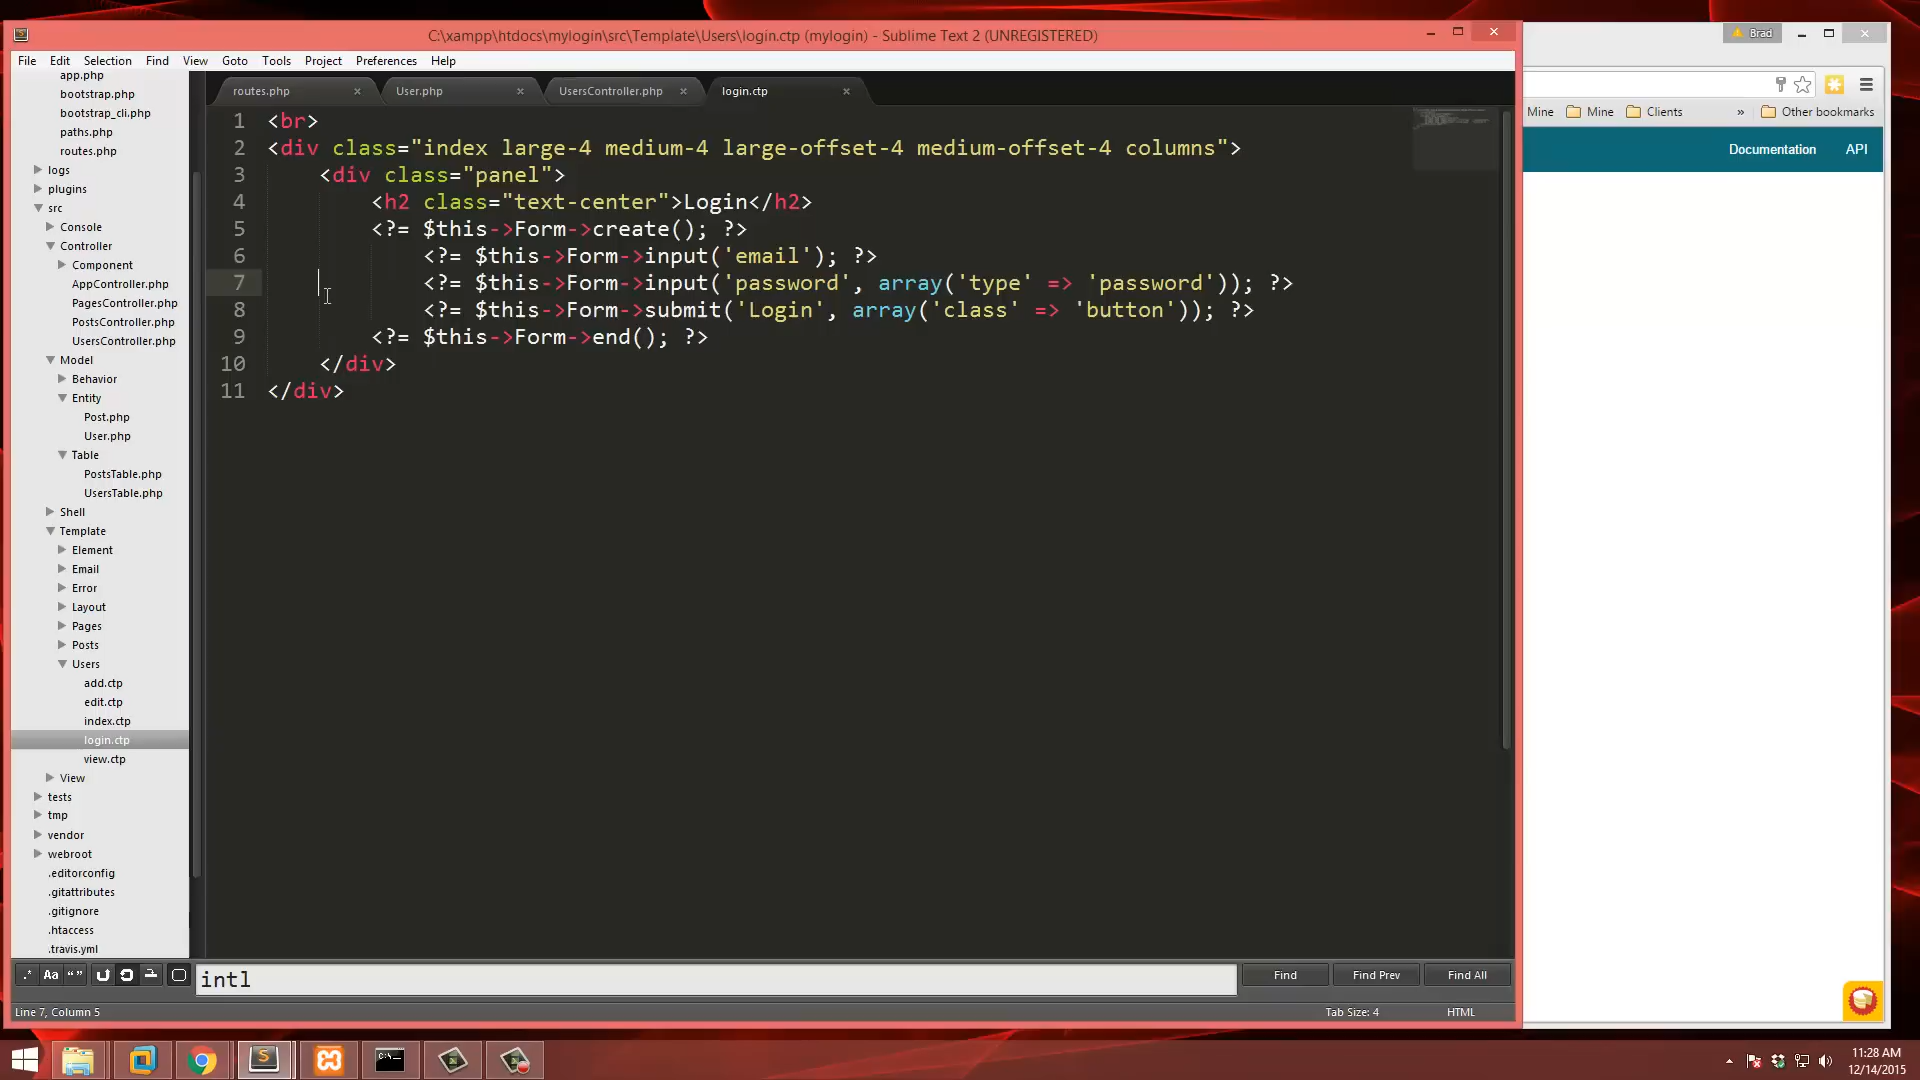 C:\xampp\htdocs\mylogin\src\Template\Users\login.ctp (mylogin) - Sublime Text 2 (UNREGISTERED)
Brad
File Edit Selection Find View Goto Tools Project Preferences Help
app.php
bootstrap.php
bootstrap_cli.php
paths.php
routes.php
logs
plugins
src
Console
Controller
Component
AppController.php
PagesController.php
PostsController.php
UsersController.php
Model
Behavior
Entity
Post.php
User.php
Table
PostsTable.php
UsersTable.php
Shell
Template
Element
Email
Error
Layout
Pages
Posts
Users
add.ctp
edit.ctp
index.ctp
login.ctp
view.ctp
View
tests
tmp
vendor
webroot
.editorconfig
.gitattributes
.gitignore
.htaccess
.travis.yml
routes.php × User.php × UsersController.php × login.ctp ×
1 <br>
2 <div class="index large-4 medium-4 large-offset-4 medium-offset-4 columns">
3 <div class="panel">
4 <h2 class="text-center">Login</h2>
5 <?= $this->Form->create(); ?>
6 <?= $this->Form->input('email'); ?>
7 <?= $this->Form->input('password', array('type' => 'password')); ?>
8 <?= $this->Form->submit('Login', array('class' => 'button')); ?>
9 <?= $this->Form->end(); ?>
10 </div>
11 </div>
Mine Mine Clients » Other bookmarks
Documentation API
.* Aa “” intl Find Find Prev Find All
Line 7, Column 5 Tab Size: 4 HTML
11:28 AM
12/14/2015